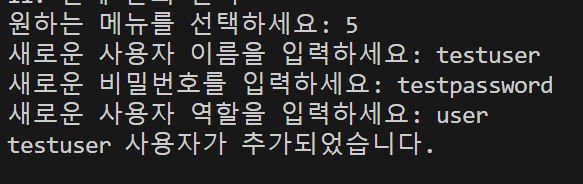 원하는 메뉴를 선택하세요: 5
새로운 사용자 이름을 입력하세요: testuser
새로운 비밀번호를 입력하세요: testpassword
새로운 사용자 역할을 입력하세요: user
testuser 사용자가 추가되었습니다.